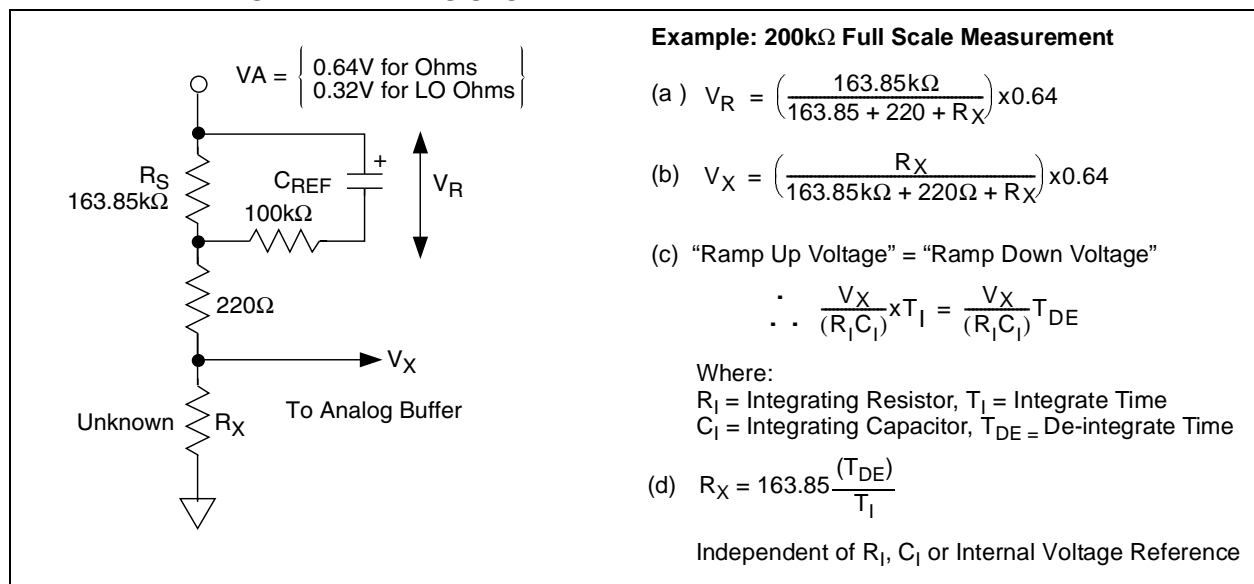 VA = { 0.64V for Ohms
0.32V for LO Ohms }
RS
163.85kΩ
CREF
+
VR
100kΩ
220Ω
VX
Unknown
RX
To Analog Buffer
Example: 200kΩ Full Scale Measurement
(a ) VR = (163.85kΩ / 163.85 + 220 + RX) x0.64
(b) VX = (RX / 163.85kΩ + 220Ω + RX) x0.64
(c) “Ramp Up Voltage” = “Ramp Down Voltage”
∴ VX / (RICI) xTI = VX / (RICI) TDE
Where:
RI = Integrating Resistor, TI = Integrate Time
CI = Integrating Capacitor, TDE = De-integrate Time
(d) RX = 163.85 (TDE) / TI
Independent of RI, CI or Internal Voltage Reference